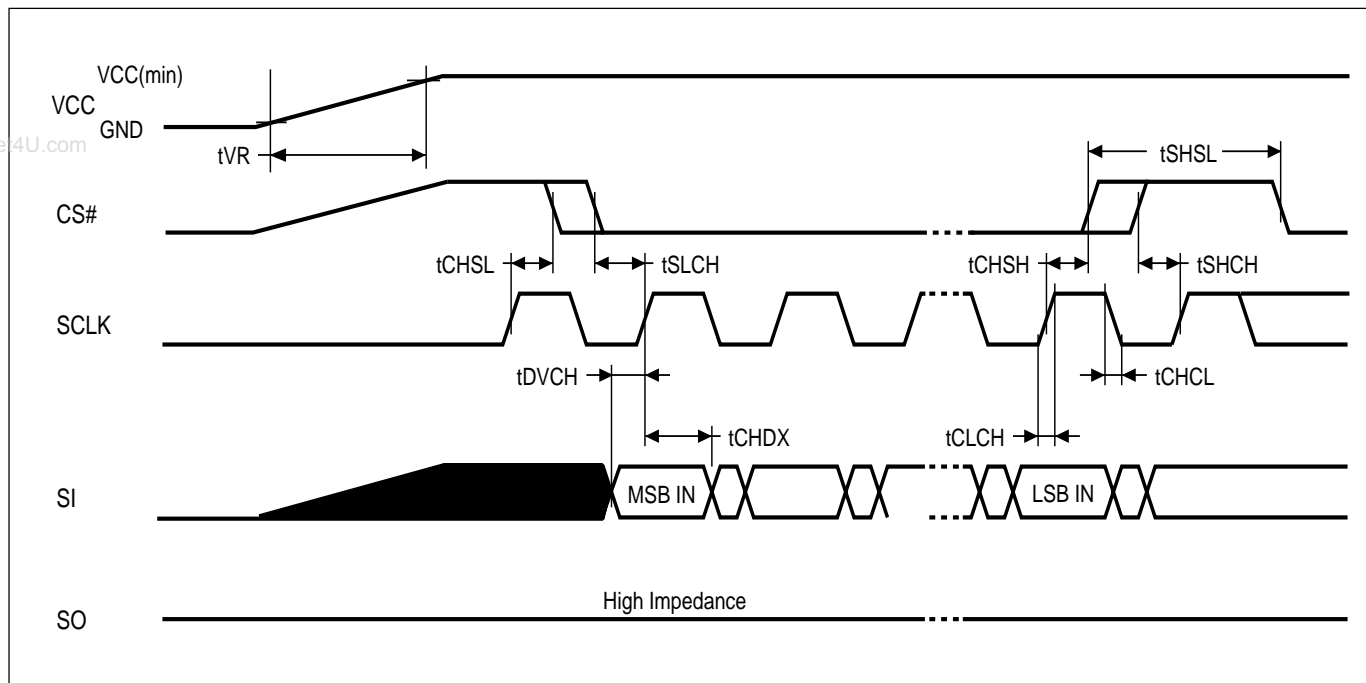 VCC(min)
VCC
GND
et4U.com
tVR
tSHSL
CS#
tCHSL
tSLCH
tCHSH
tSHCH
SCLK
tDVCH
tCHCL
tCHDX
tCLCH
SI
MSB IN
LSB IN
High Impedance
SO